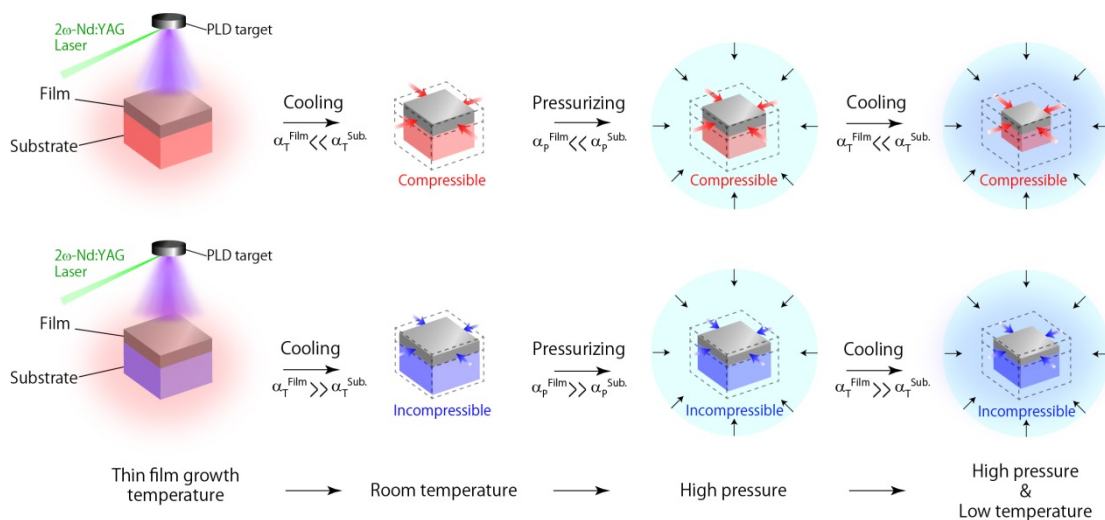 2ω-Nd:YAG
Laser
PLD target
Film
Substrate
Cooling
α_T^Film << α_T^Sub.
Compressible
Pressurizing
α_P^Film << α_P^Sub.
Compressible
Cooling
α_T^Film << α_T^Sub.
Compressible
2ω-Nd:YAG
Laser
PLD target
Film
Substrate
Cooling
α_T^Film >> α_T^Sub.
Incompressible
Pressurizing
α_P^Film >> α_P^Sub.
Incompressible
Cooling
α_T^Film >> α_T^Sub.
Incompressible
Thin film growth
temperature
Room temperature
High pressure
High pressure
&
Low temperature